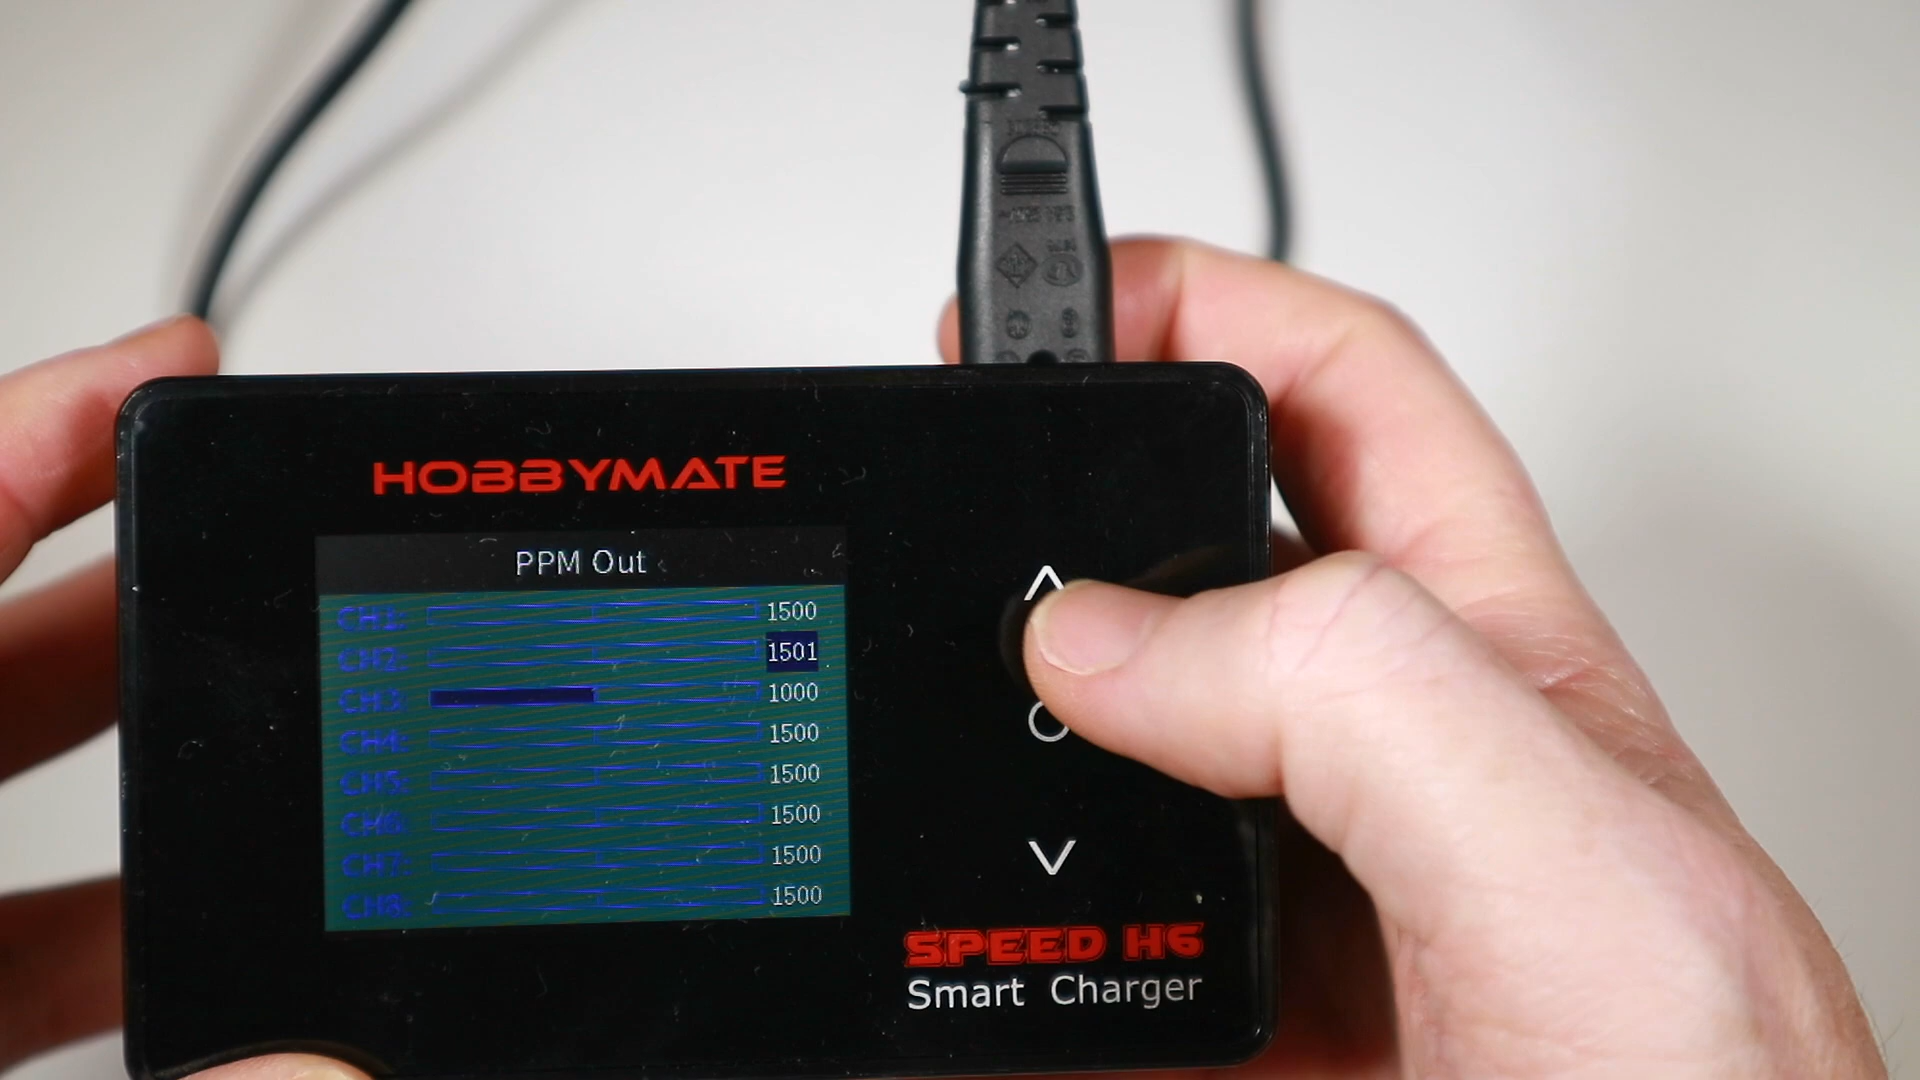 HOBBYMATE
PPM Out
CH1: 1500
CH2: 1501
CH3: 1000
CH4: 1500
CH5: 1500
CH6: 1500
CH7: 1500
CH8: 1500
SPEED H6
Smart Charger